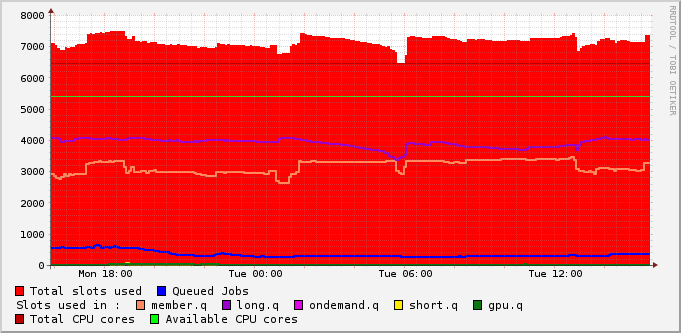 RRDTOOL / TOBI OETIKER
8000
7000
6000
5000
4000
3000
2000
1000
0
Mon 18:00 Tue 00:00 Tue 06:00 Tue 12:00
Total slots used Queued Jobs
Slots used in : member.q long.q ondemand.q short.q gpu.q
Total CPU cores Available CPU cores